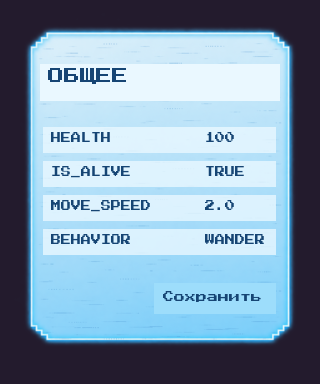 ОБЩЕЕ
HEALTH 100
IS_ALIVE TRUE
MOVE_SPEED 2.0
BEHAVIOR WANDER
Сохранить